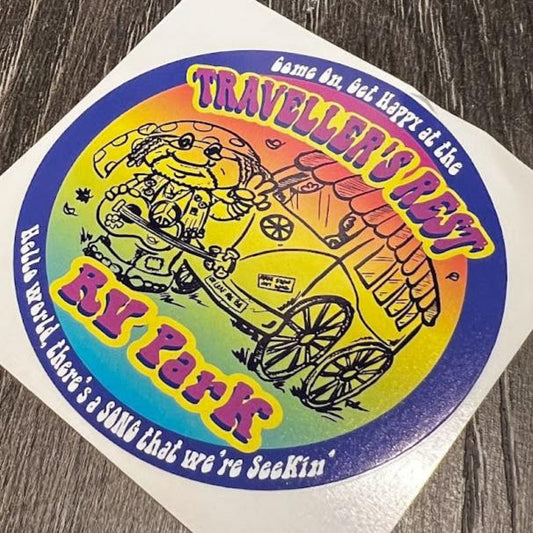 Come On, Get Happy at the
TRAVELLER'S REST
RV Park
Hello world, there's a SONG that we're SeeKin'